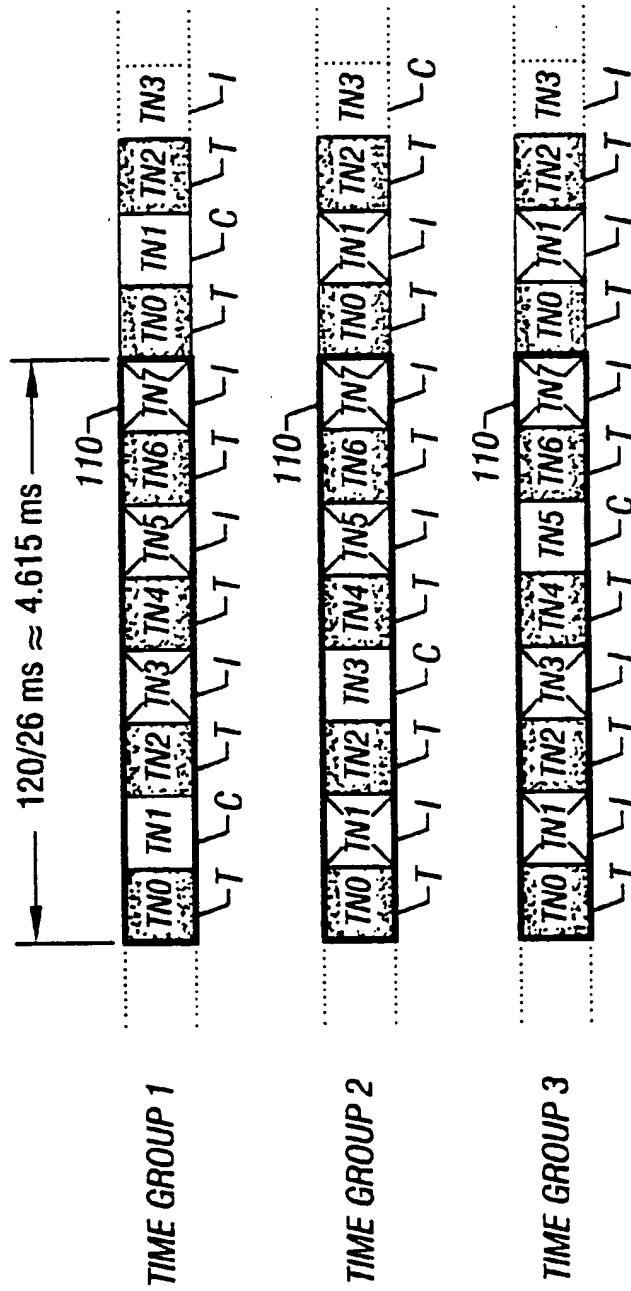 120/26 ms ≈ 4.615 ms
110
TIME GROUP 1 TN0 TN1 TN2 TN3 TN4 TN5 TN6 TN7 TN0 TN1 TN2 TN3
T C T I T I T I T C T I
110
TIME GROUP 2 TN0 TN1 TN2 TN3 TN4 TN5 TN6 TN7 TN0 TN1 TN2 TN3
T I T C T I T I T I T C
110
TIME GROUP 3 TN0 TN1 TN2 TN3 TN4 TN5 TN6 TN7 TN0 TN1 TN2 TN3
T I T I T C T I T I T I